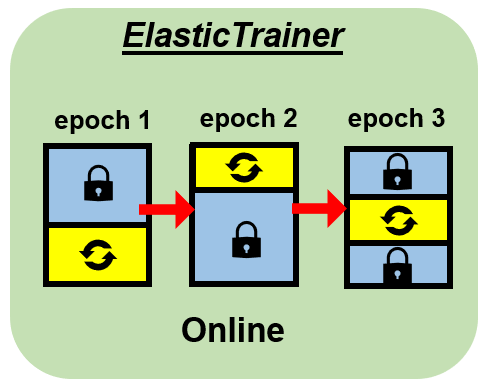 ElasticTrainer
epoch 1
epoch 2
epoch 3
Online